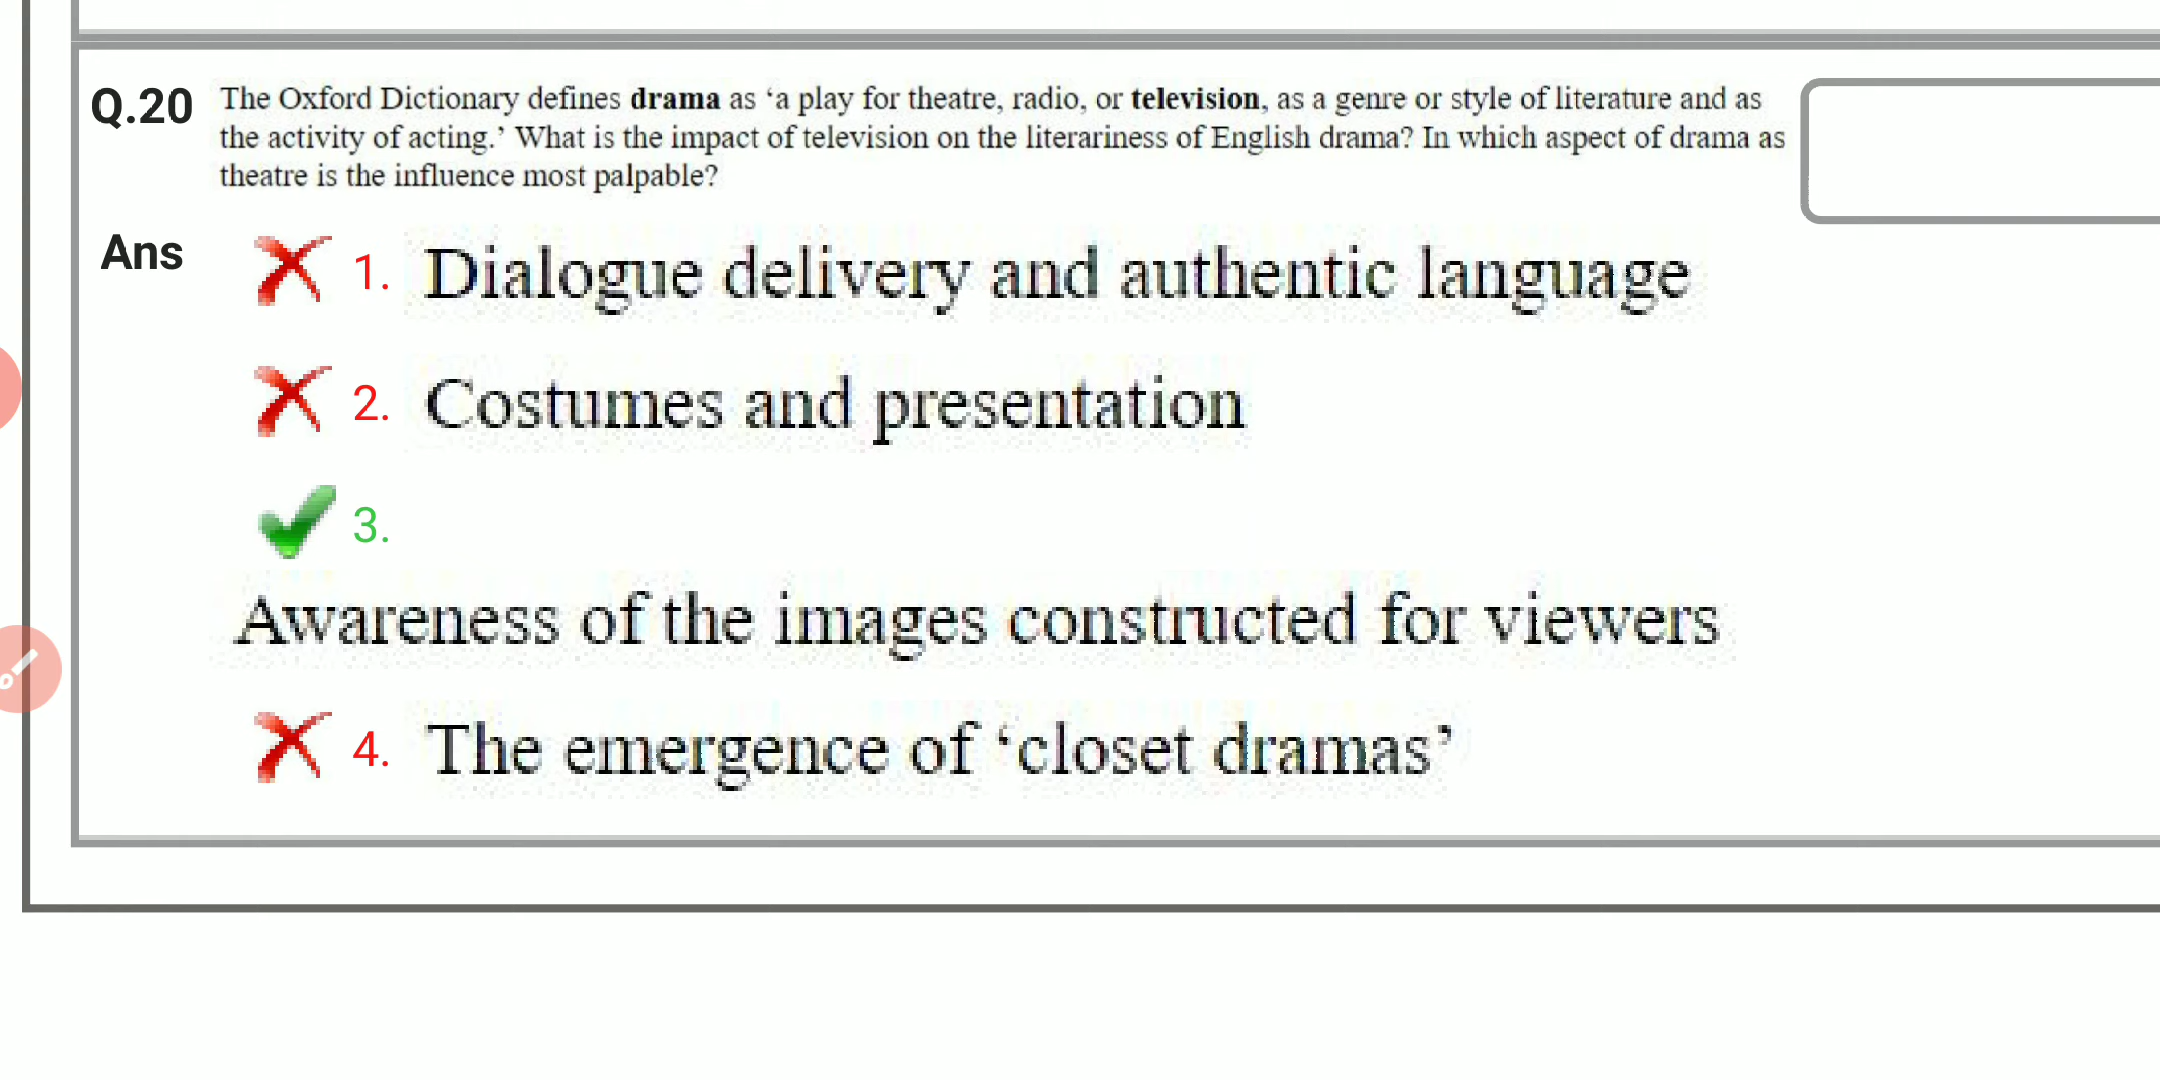 Q.20 The Oxford Dictionary defines drama as ‘a play for theatre, radio, or television, as a genre or style of literature and as
the activity of acting.’ What is the impact of television on the literariness of English drama? In which aspect of drama as
theatre is the influence most palpable?
Ans 1. Dialogue delivery and authentic language
2. Costumes and presentation
3.
Awareness of the images constructed for viewers
4. The emergence of ‘closet dramas’